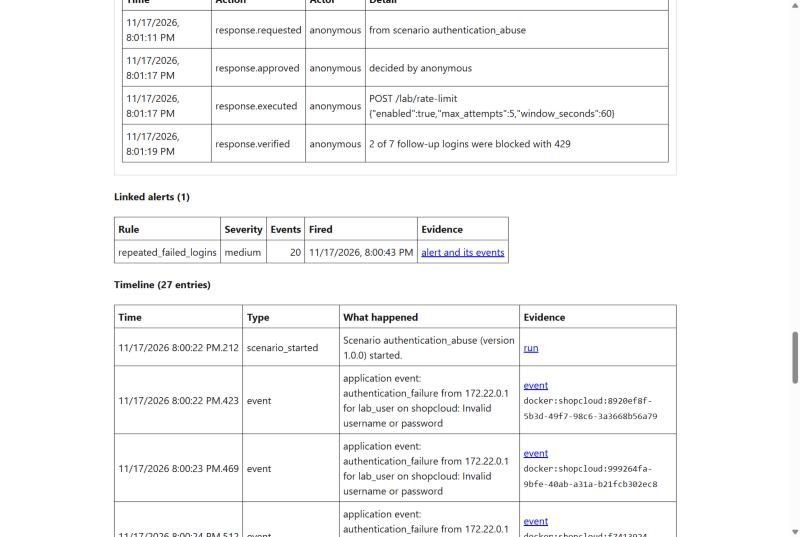 Time Action Actor Detail
11/17/2026, 8:01:11 PM response.requested anonymous from scenario authentication_abuse
11/17/2026, 8:01:17 PM response.approved anonymous decided by anonymous
11/17/2026, 8:01:17 PM response.executed anonymous POST /lab/rate-limit {"enabled":true,"max_attempts":5,"window_seconds":60}
11/17/2026, 8:01:19 PM response.verified anonymous 2 of 7 follow-up logins were blocked with 429
Linked alerts (1)
Rule Severity Events Fired Evidence
repeated_failed_logins medium 20 11/17/2026, 8:00:43 PM alert and its events
Timeline (27 entries)
Time Type What happened Evidence
11/17/2026 8:00:22 PM.212 scenario_started Scenario authentication_abuse (version 1.0.0) started. run
11/17/2026 8:00:22 PM.423 event application event: authentication_failure from 172.22.0.1 for lab_user on shopcloud: Invalid username or password event docker:shopcloud:8920ef8f-5b3d-49f7-98c6-3a3668b56a79
11/17/2026 8:00:23 PM.469 event application event: authentication_failure from 172.22.0.1 for lab_user on shopcloud: Invalid username or password event docker:shopcloud:999264fa-9bfe-40ab-a31a-b21fcb302ec8
11/17/2026 8:00:24 PM.512 event application event: authentication_failure from 172.22.0.1 event